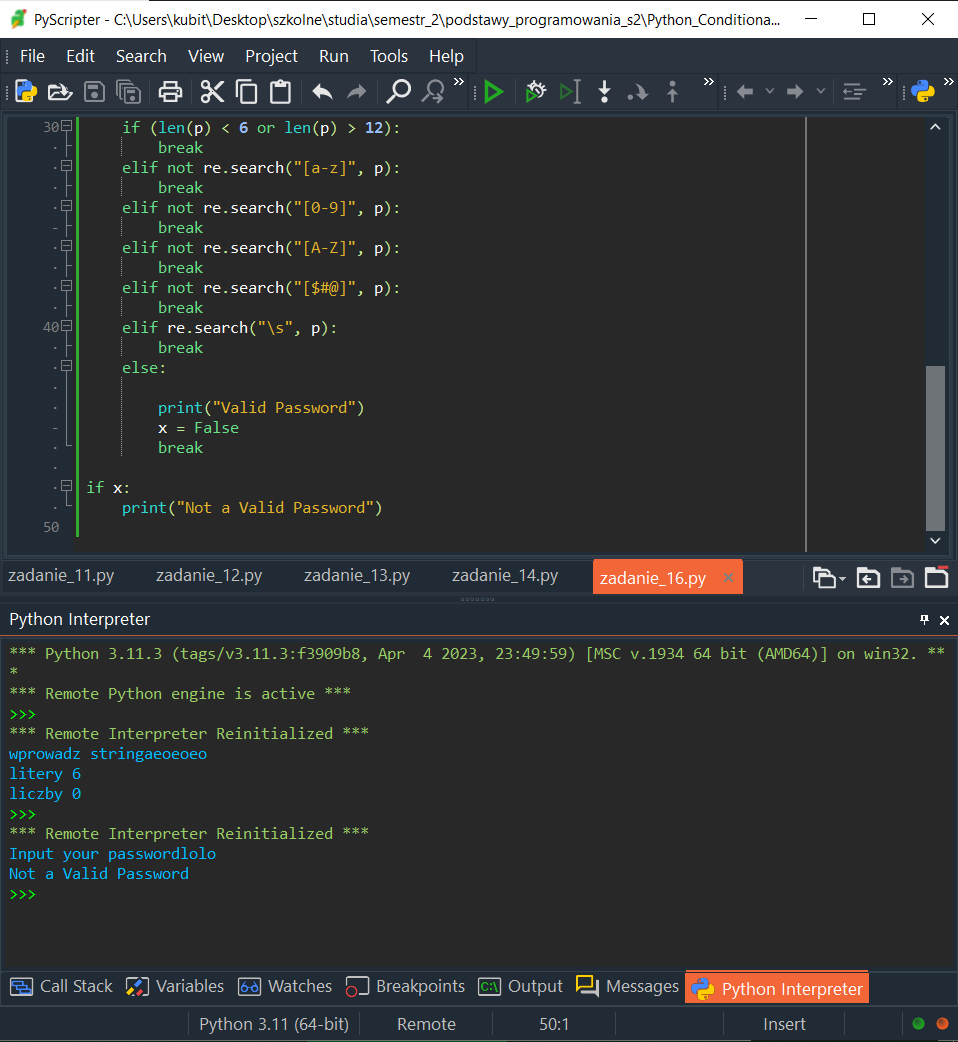 PyScripter - C:\Users\kubit\Desktop\szkolne\studia\semestr_2\podstawy_programowania_s2\Python_Conditiona...
File Edit Search View Project Run Tools Help
30 if (len(p) < 6 or len(p) > 12):
break
elif not re.search("[a-z]", p):
break
elif not re.search("[0-9]", p):
break
elif not re.search("[A-Z]", p):
break
elif not re.search("[$#@]", p):
break
40 elif re.search("\s", p):
break
else:
print("Valid Password")
x = False
break
if x:
print("Not a Valid Password")
50
zadanie_11.py zadanie_12.py zadanie_13.py zadanie_14.py zadanie_16.py
Python Interpreter
*** Python 3.11.3 (tags/v3.11.3:f3909b8, Apr  4 2023, 23:49:59) [MSC v.1934 64 bit (AMD64)] on win32. **
*
*** Remote Python engine is active ***
>>>
*** Remote Interpreter Reinitialized ***
wprowadz stringaeoeoeo
litery 6
liczby 0
>>>
*** Remote Interpreter Reinitialized ***
Input your passwordlolo
Not a Valid Password
>>>
Call Stack Variables Watches Breakpoints Output Messages Python Interpreter
Python 3.11 (64-bit) Remote 50:1 Insert